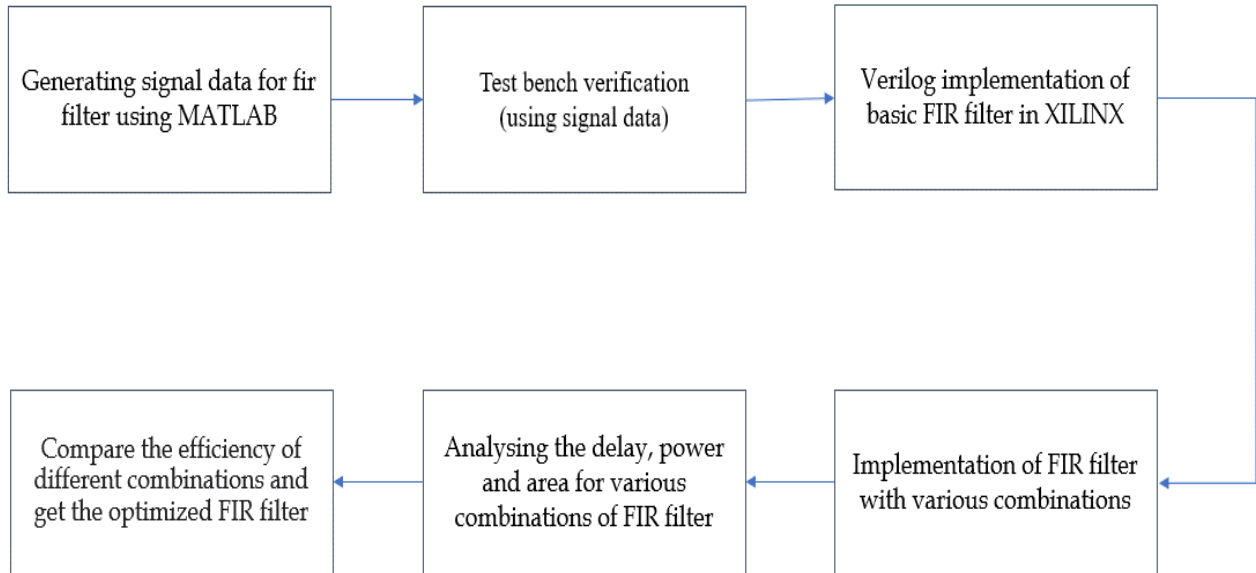 Generating signal data for fir
filter using MATLAB
Test bench verification
(using signal data)
Verilog implementation of
basic FIR filter in XILINX
Implementation of FIR filter
with various combinations
Analysing the delay, power
and area for various
combinations of FIR filter
Compare the efficiency of
different combinations and
get the optimized FIR filter